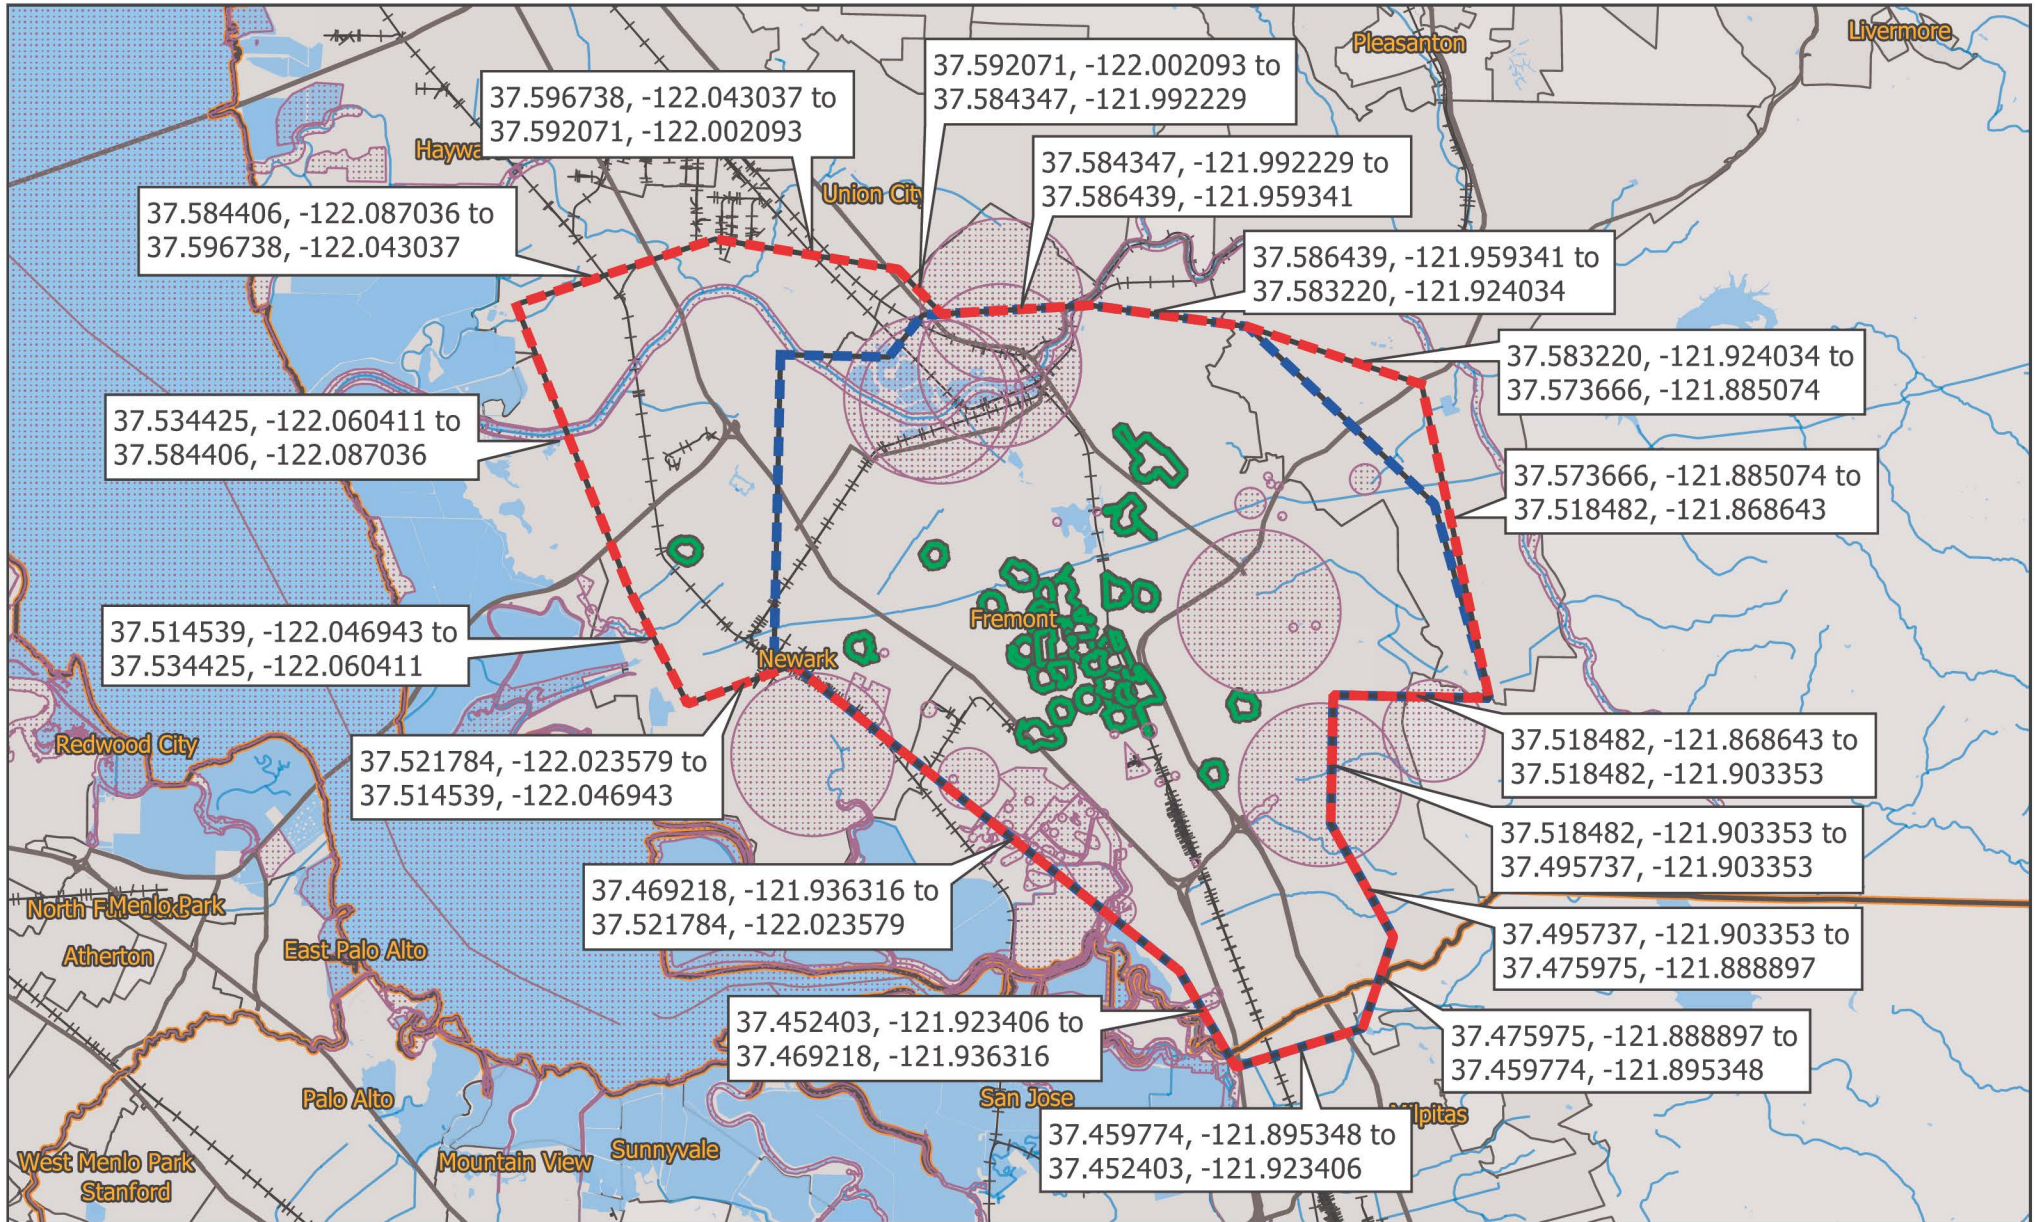 Pleasanton
Livermore
37.592071, -122.002093 to
37.584347, -121.992229
37.596738, -122.043037 to
37.592071, -122.002093
37.584347, -121.992229 to
37.586439, -121.959341
Union City
37.584406, -122.087036 to
37.596738, -122.043037
37.586439, -121.959341 to
37.583220, -121.924034
37.583220, -121.924034 to
37.573666, -121.885074
37.534425, -122.060411 to
37.584406, -122.087036
37.573666, -121.885074 to
37.518482, -121.868643
37.514539, -122.046943 to
37.534425, -122.060411
Fremont
Newark
37.518482, -121.868643 to
37.518482, -121.903353
Redwood City
37.521784, -122.023579 to
37.514539, -122.046943
37.518482, -121.903353 to
37.495737, -121.903353
37.469218, -121.936316 to
37.521784, -122.023579
North
Menlo Park
37.495737, -121.903353 to
37.475975, -121.888897
Atherton
East Palo Alto
37.452403, -121.923406 to
37.469218, -121.936316
37.475975, -121.888897 to
37.459774, -121.895348
Palo Alto
San Jose
37.459774, -121.895348 to
37.452403, -121.923406
West Menlo Park
Stanford
Mountain View
Sunnyvale